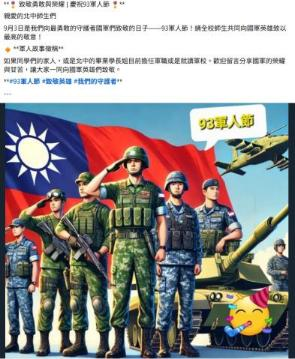 **🎖️ 致敬勇敢與榮耀 | 慶祝93軍人節 🎖️**
親愛的北中師生們
9月3日是我們向最勇敢的守護者國軍們致敬的日子——93軍人節！請全校師生共同向國軍英雄致以最高的敬意！
🔸 **軍人故事徵稿**
如果同學們的家人，或是北中的畢業學長姐目前擔任軍職或是就讀軍校，歡迎留言分享國軍的榮耀與甘苦，讓大家一同向國軍英雄們致敬。
**#93軍人節 #致敬英雄 #我們的守護者**
---
93軍人節